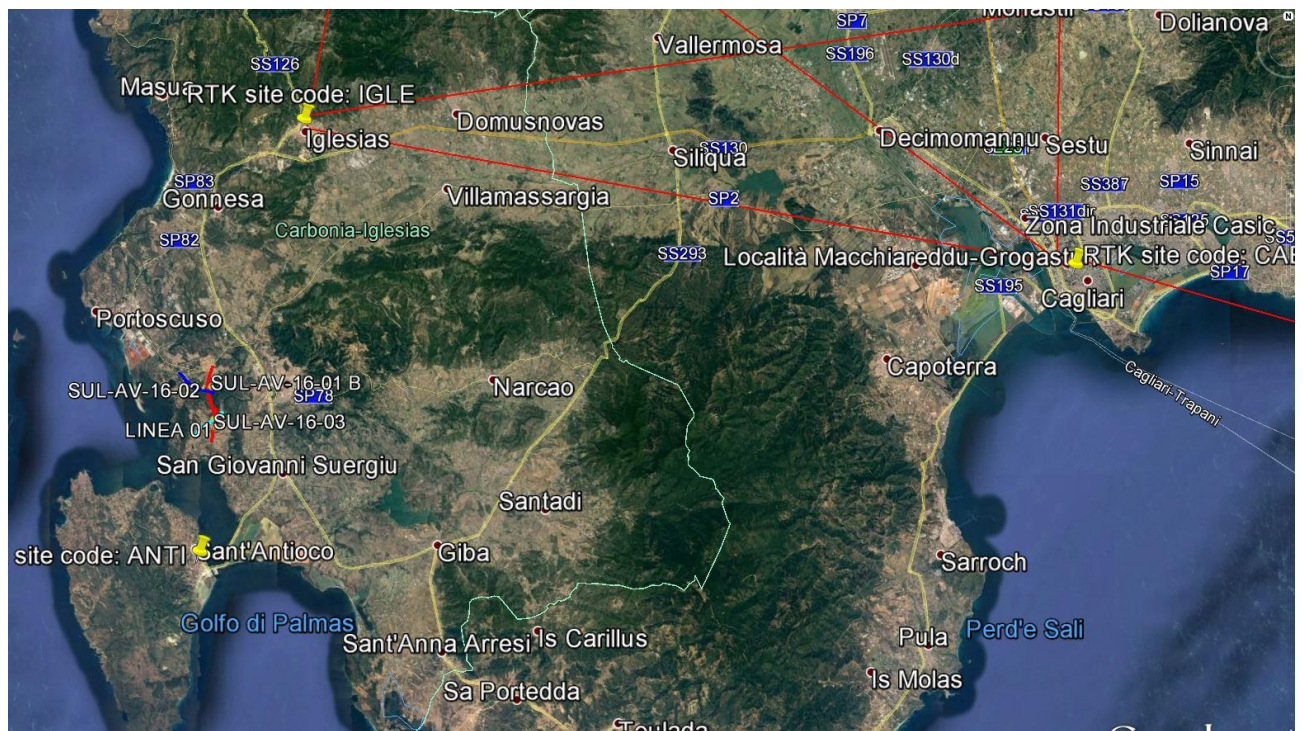 Monastir
Dolianova
SP7
Vallermosa
SS196
SS130d
SS126
Masua
RTK site code: IGLE
Domusnovas
Iglesias
Decimomannu
Sestu
Sinnai
SS130
Siliqua
SS387
SP15
SP83
Villamassargia
SP2
Gonnesa
SS131dir
Zona Industriale Casic
SP82
Carbonia-Iglesias
SS293
Località Macchiareddu-Grogastu
RTK site code: CAE
SP17
SS195
Cagliari
Portoscuso
Capoterra
Cagliari-Trapani
SUL-AV-16-02
SUL-AV-16-01 B
SP78
Narcao
LINEA 01
SUL-AV-16-03
San Giovanni Suergiu
Santadi
site code: ANTI
Sant'Antioco
Giba
Sarroch
Golfo di Palmas
Sant'Anna Arresi
Is Carillus
Pula
Perd'e Sali
Is Molas
Sa Portedda
Teulada